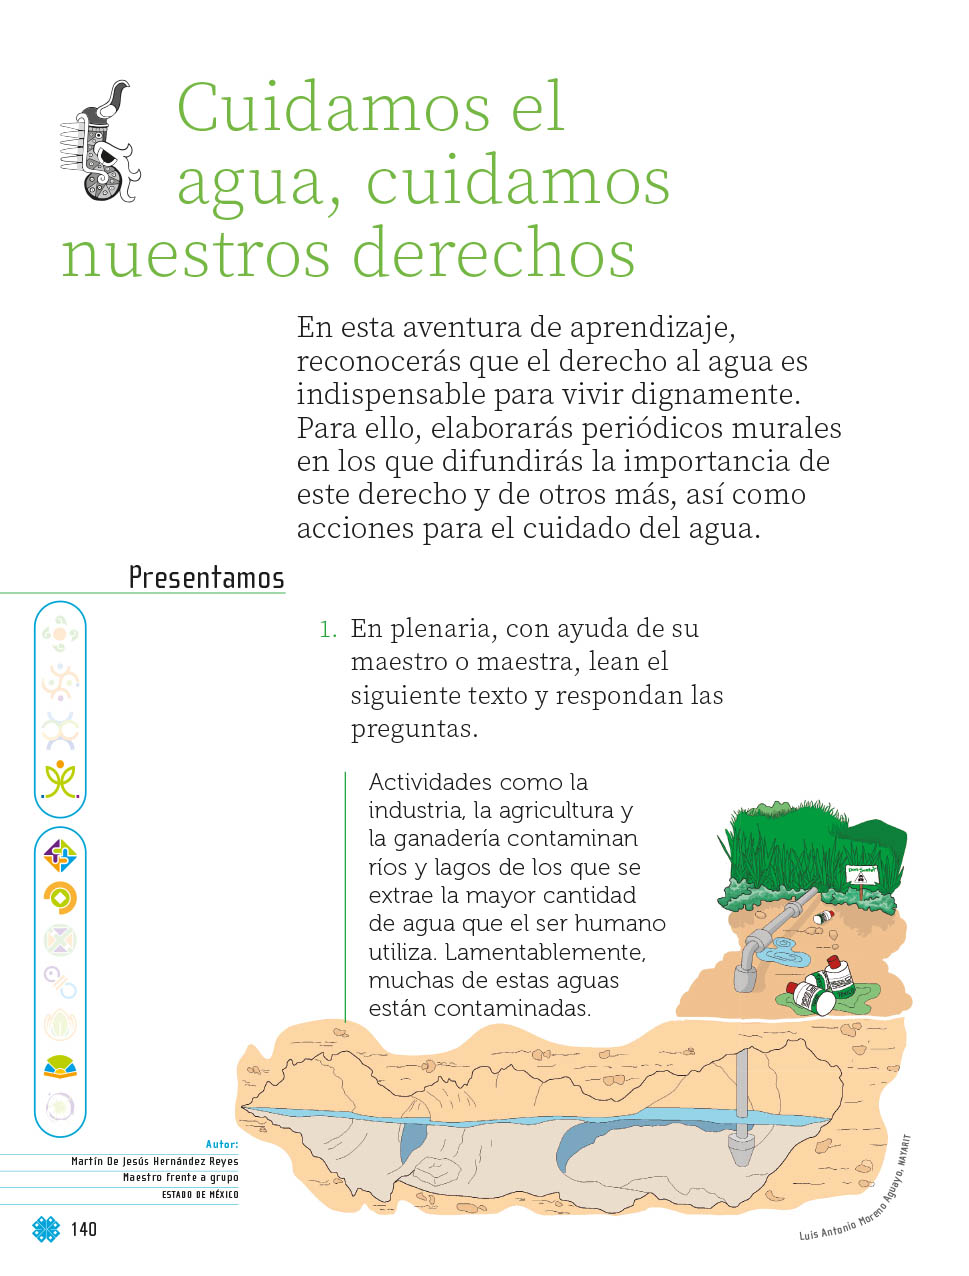 Cuidamos el
agua, cuidamos
nuestros derechos
En esta aventura de aprendizaje,
reconocerás que el derecho al agua es
indispensable para vivir dignamente.
Para ello, elaborarás periódicos murales
en los que difundirás la importancia de
este derecho y de otros más, así como
acciones para el cuidado del agua.
Presentamos
1. En plenaria, con ayuda de su
maestro o maestra, lean el
siguiente texto y respondan las
preguntas.
Actividades como la
industria, la agricultura y
la ganadería contaminan
ríos y lagos de los que se
extrae la mayor cantidad
de agua que el ser humano
utiliza. Lamentablemente,
muchas de estas aguas
están contaminadas.
Autor:
Martín De Jesús Hernández Reyes
Maestro frente a grupo
ESTADO DE MÉXICO
140
Luis Antonio Moreno Aguayo, NAYARIT